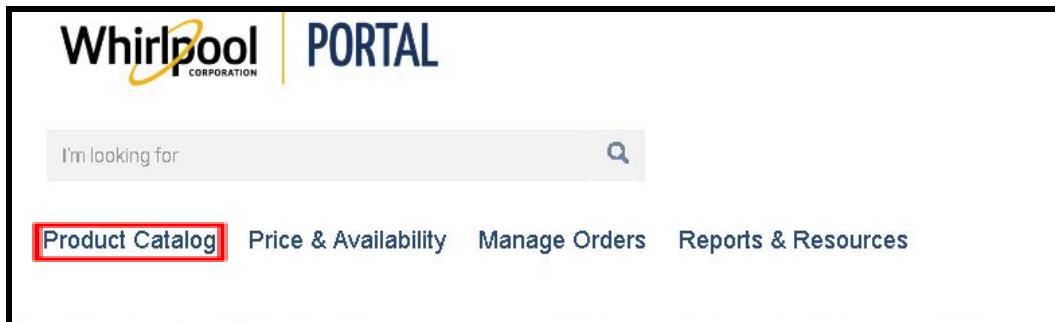 Whirlpool
CORPORATION
PORTAL
I'm looking for
Product Catalog Price & Availability Manage Orders Reports & Resources